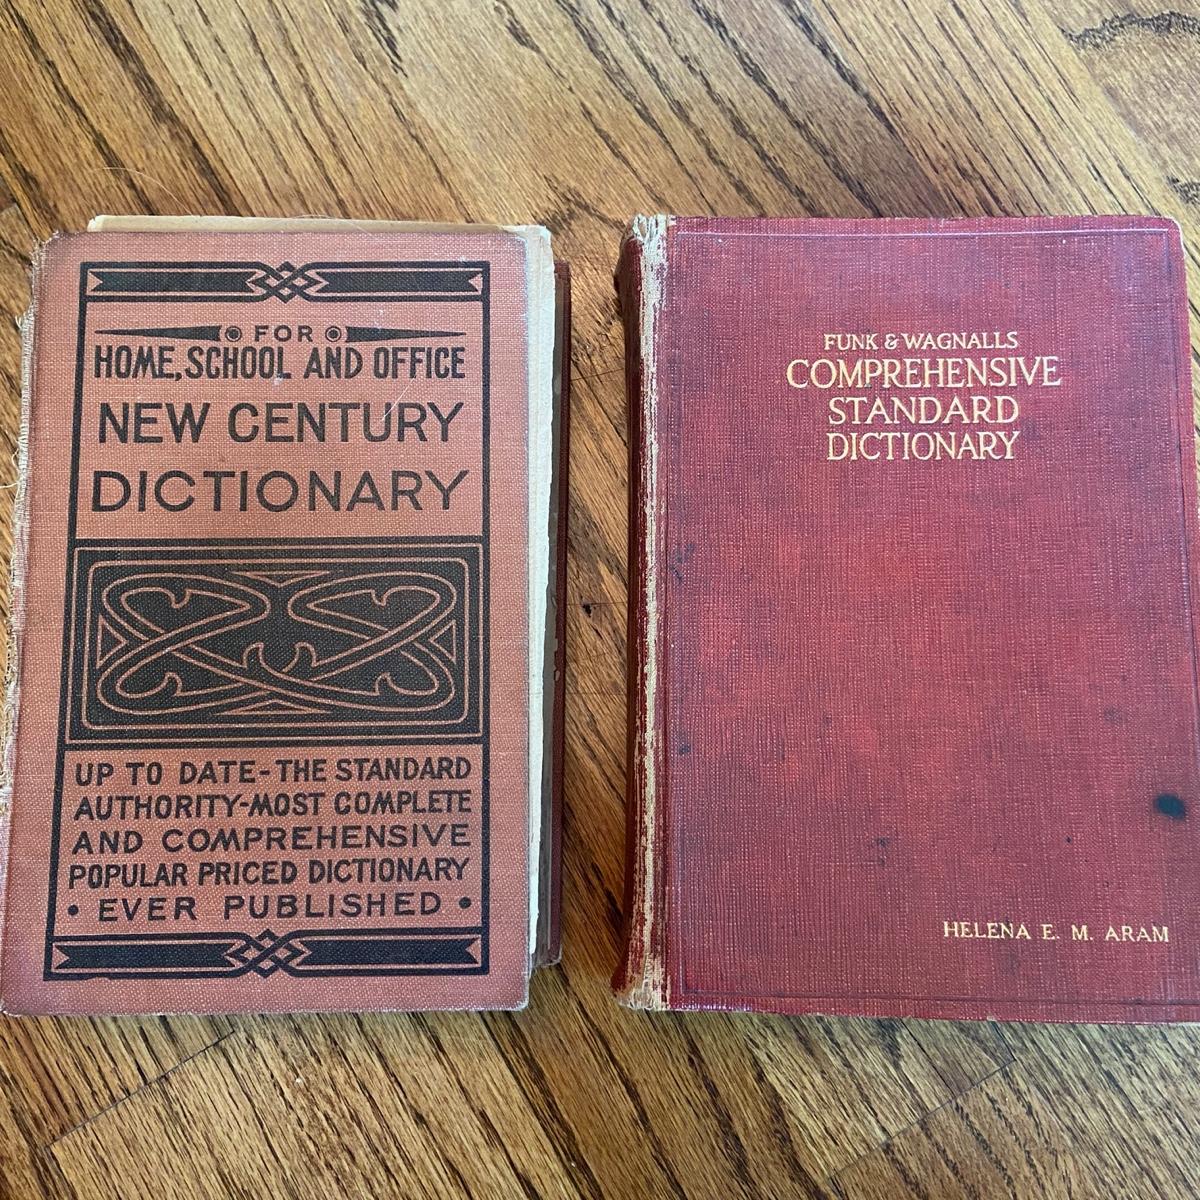 FOR
HOME, SCHOOL AND OFFICE
NEW CENTURY
DICTIONARY
UP TO DATE-THE STANDARD
AUTHORITY-MOST COMPLETE
AND COMPREHENSIVE
POPULAR PRICED DICTIONARY
• EVER PUBLISHED •
FUNK & WAGNALLS
COMPREHENSIVE
STANDARD
DICTIONARY
HELENA E. M. ARAM